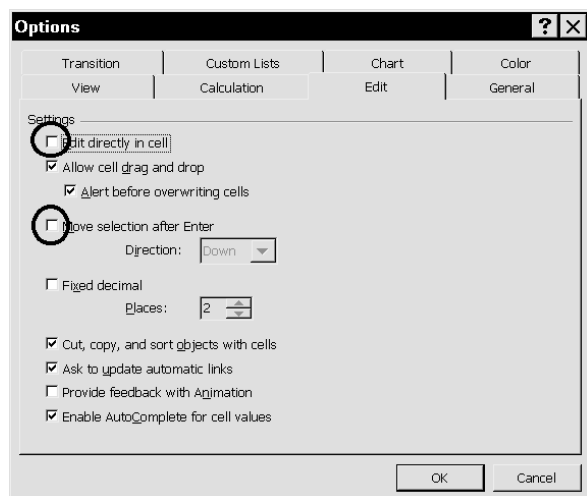 Options
Transition Custom Lists Chart Color
View Calculation Edit General
Settings
Edit directly in cell
Allow cell drag and drop
Alert before overwriting cells
Move selection after Enter
Direction: Down
Fixed decimal
Places: 2
Cut, copy, and sort objects with cells
Ask to update automatic links
Provide feedback with Animation
Enable AutoComplete for cell values
OK Cancel